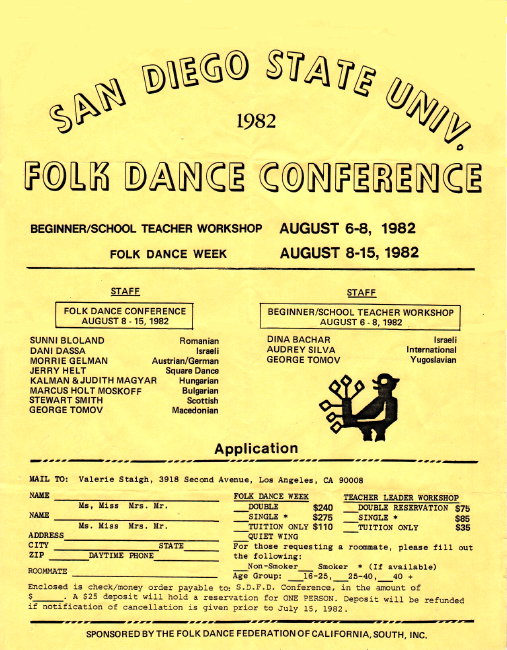 SAN DIEGO STATE UNIV.
1982
FOLK DANCE CONFERENCE
BEGINNER/SCHOOL TEACHER WORKSHOP AUGUST 6-8, 1982
FOLK DANCE WEEK AUGUST 8-15, 1982
STAFF
FOLK DANCE CONFERENCE
AUGUST 8 - 15, 1982
SUNNI BLOLAND Romanian
DANI DASSA Israeli
MORRIE GELMAN Austrian/German
JERRY HELT Square Dance
KALMAN & JUDITH MAGYAR Hungarian
MARCUS HOLT MOSKOFF Bulgarian
STEWART SMITH Scottish
GEORGE TOMOV Macedonian
STAFF
BEGINNER/SCHOOL TEACHER WORKSHOP
AUGUST 6 - 8, 1982
DINA BACHAR Israeli
AUDREY SILVA International
GEORGE TOMOV Yugoslavian
Application
MAIL TO: Valerie Staigh, 3918 Second Avenue, Los Angeles, CA 90008
NAME
Ms, Miss Mrs. Mr.
NAME
Ms. Miss Mrs. Mr.
ADDRESS
CITY STATE
ZIP DAYTIME PHONE
ROOMMATE
FOLK DANCE WEEK
DOUBLE $240
SINGLE * $275
TUITION ONLY $110
QUIET WING
TEACHER LEADER WORKSHOP
DOUBLE RESERVATION $75
SINGLE * $85
TUITION ONLY $35
For those requesting a roommate, please fill out
the following:
Non-Smoker Smoker * (If available)
Age Group: 16-25, 25-40, 40 +
Enclosed is check/money order payable to: S.D.F.D. Conference, in the amount of
$ . A $25 deposit will hold a reservation for ONE PERSON. Deposit will be refunded
if notification of cancellation is given prior to July 15, 1982.
SPONSORED BY THE FOLK DANCE FEDERATION OF CALIFORNIA, SOUTH, INC.